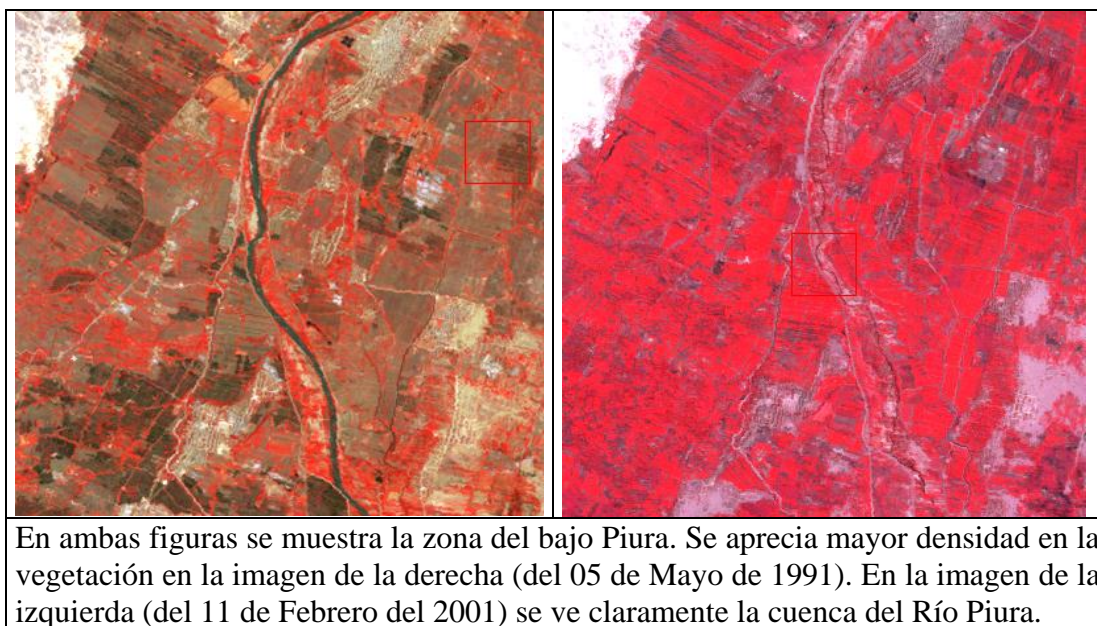 En ambas figuras se muestra la zona del bajo Piura. Se aprecia mayor densidad en la
vegetación en la imagen de la derecha (del 05 de Mayo de 1991). En la imagen de la
izquierda (del 11 de Febrero del 2001) se ve claramente la cuenca del Río Piura.